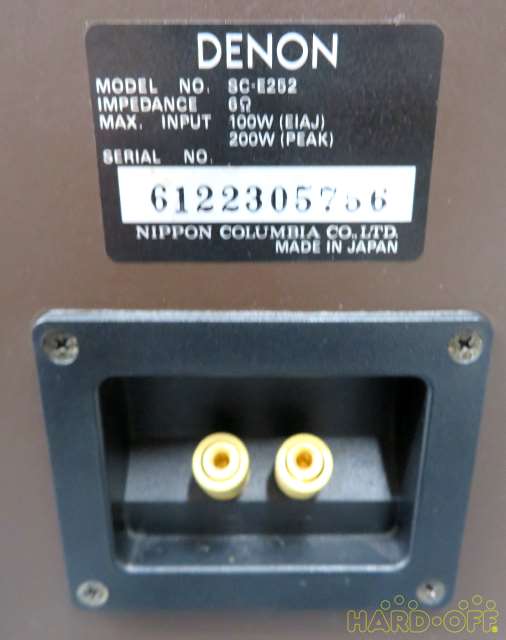 DENON
MODEL NO. SC-E252
IMPEDANCE 6Ω
MAX. INPUT 100W (EIAJ)
200W (PEAK)
SERIAL NO.
6122305756
NIPPON COLUMBIA CO., LTD.
MADE IN JAPAN
HARD-OFF